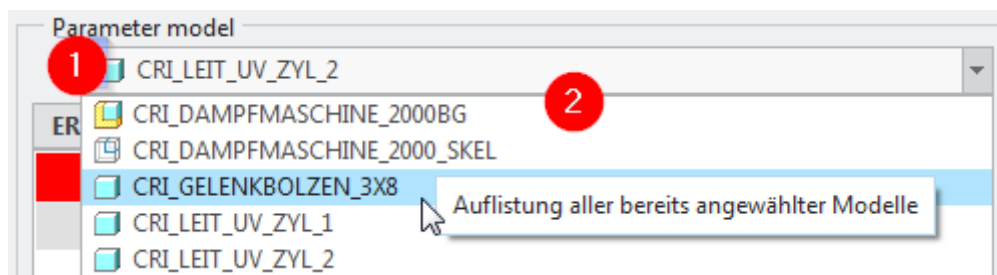 Parameter model
1
CRI_LEIT_UV_ZYL_2
2
CRI_DAMPFMASCHINE_2000BG
ER
CRI_DAMPFMASCHINE_2000_SKEL
CRI_GELENKBOLZEN_3X8
Auflistung aller bereits angewählter Modelle
CRI_LEIT_UV_ZYL_1
CRI_LEIT_UV_ZYL_2